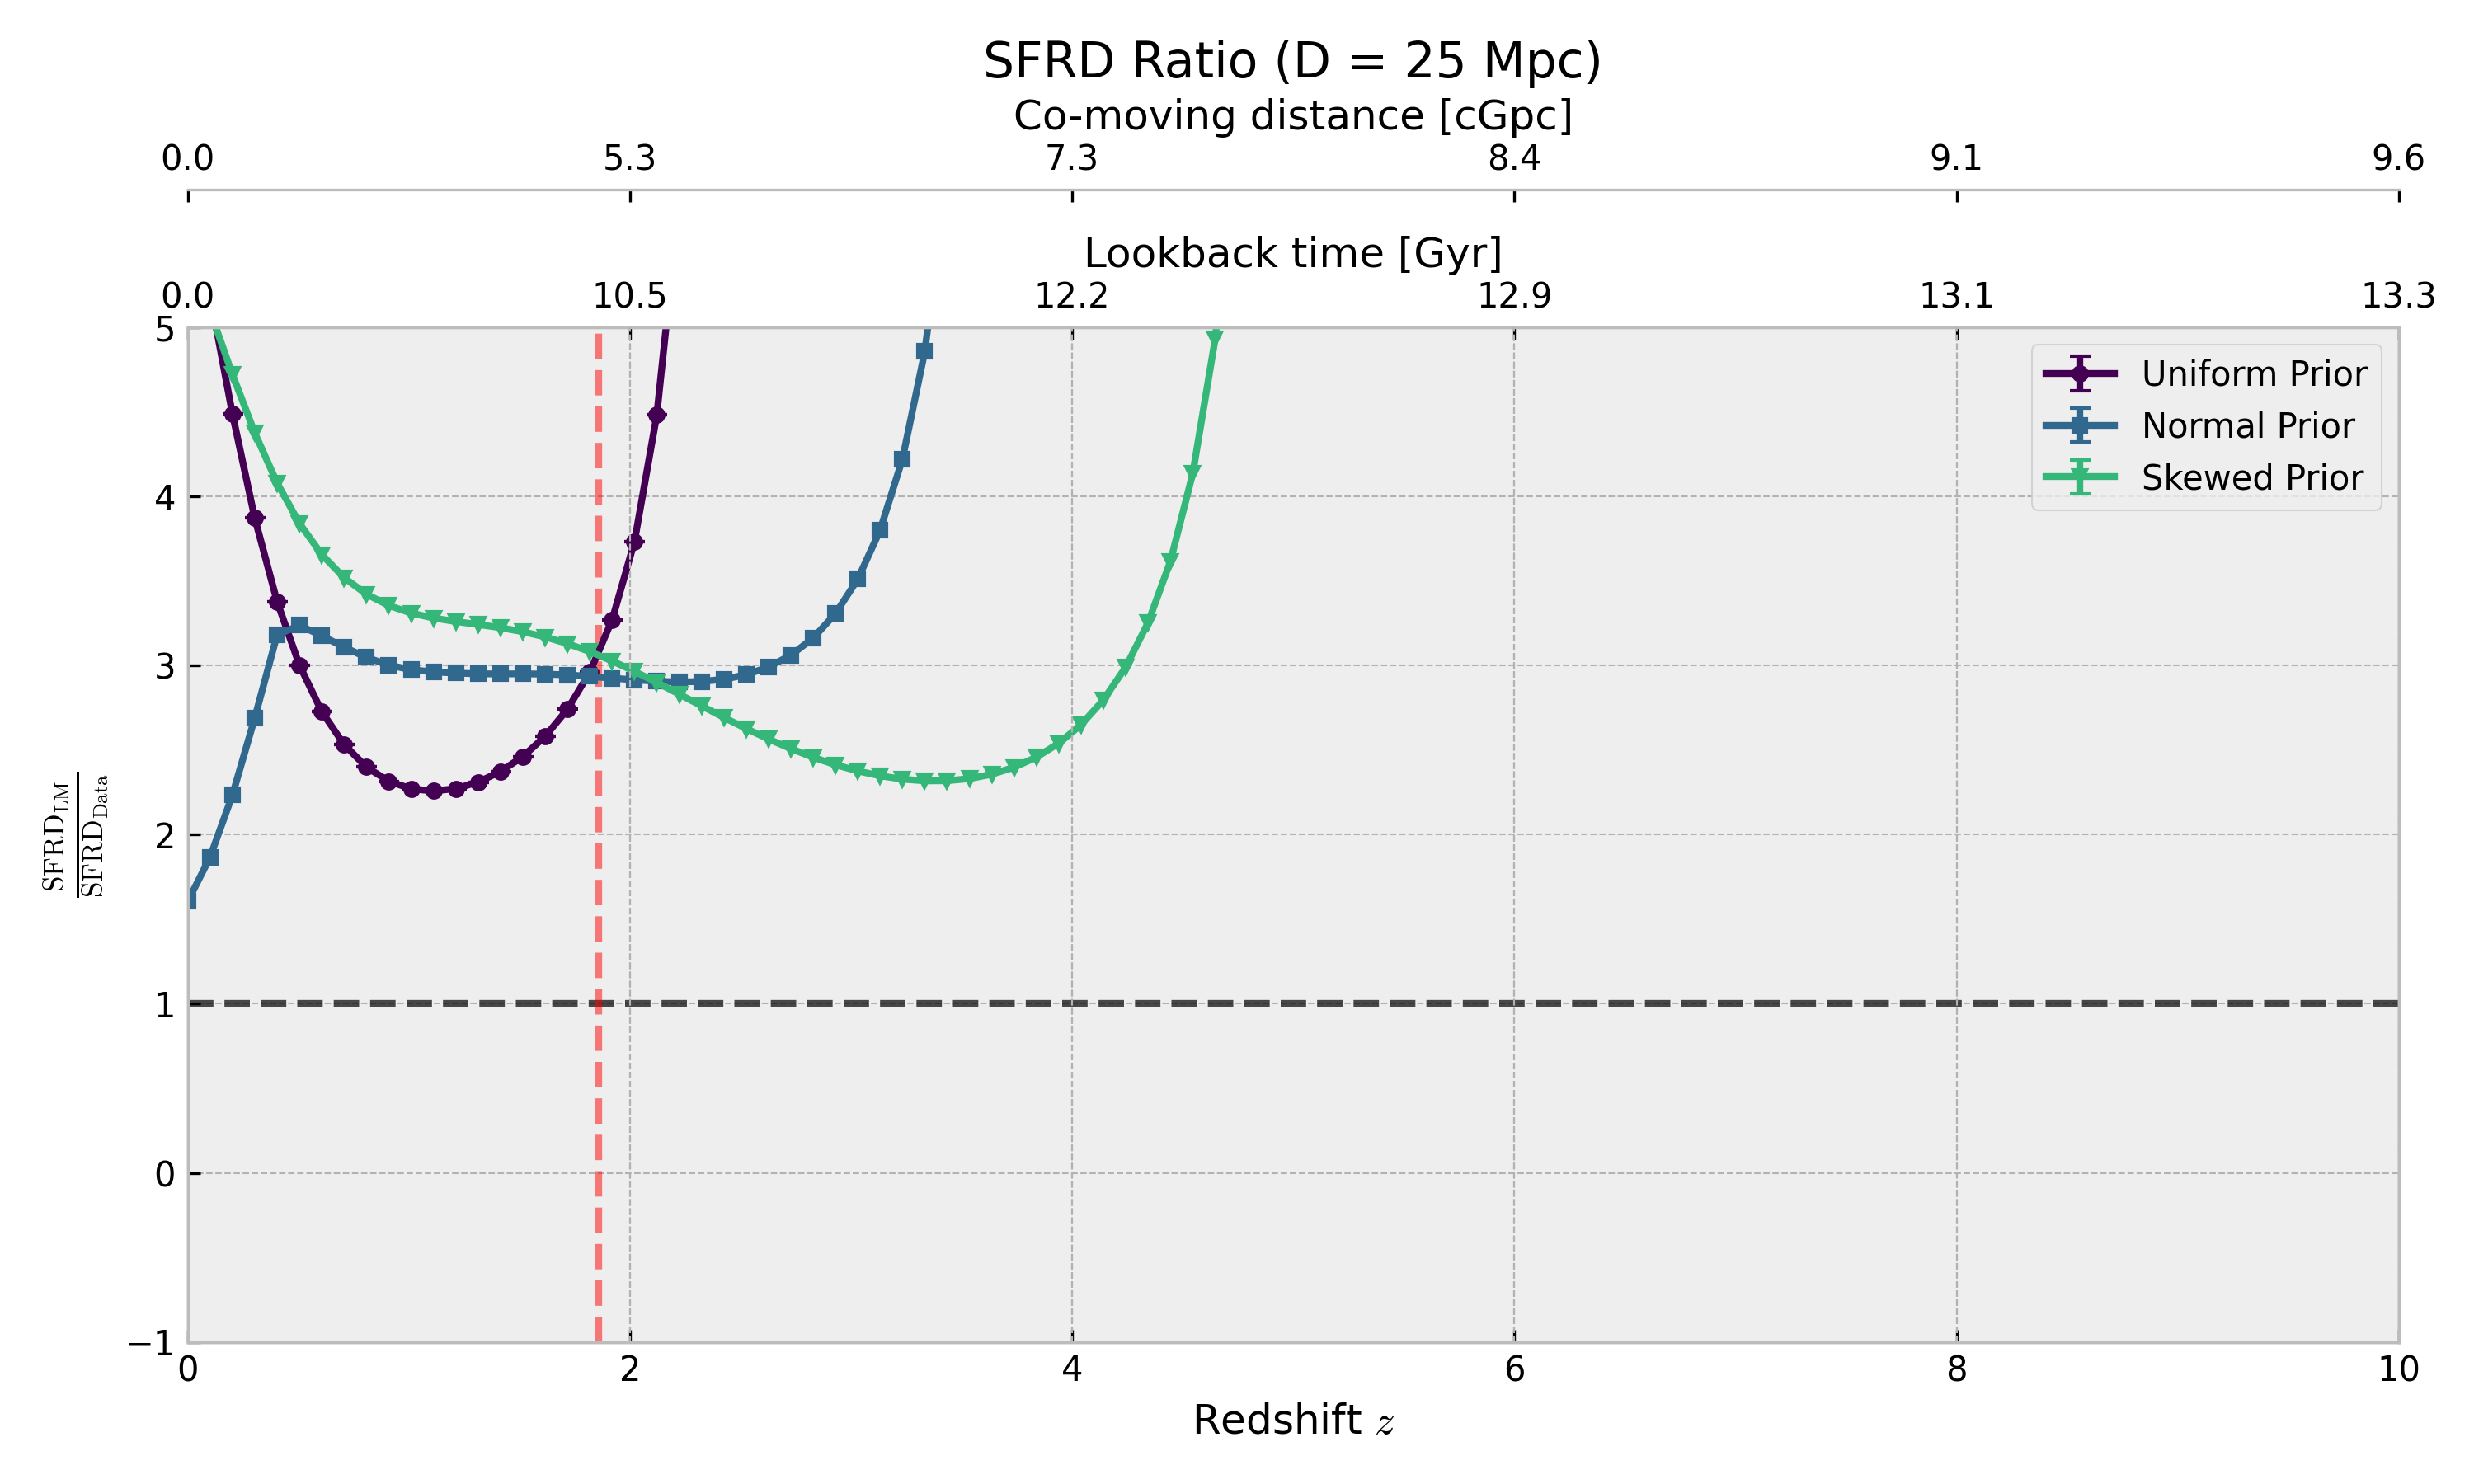 SFRD Ratio (D = 25 Mpc)
Co-moving distance [cGpc]
0.0 5.3 7.3 8.4 9.1 9.6
Lookback time [Gyr]
0.0 10.5 12.2 12.9 13.1 13.3
Uniform Prior
Normal Prior
Skewed Prior
5
4
3
2
1
0
−1
SFRD_LM
SFRD_Data
0 2 4 6 8 10
Redshift z